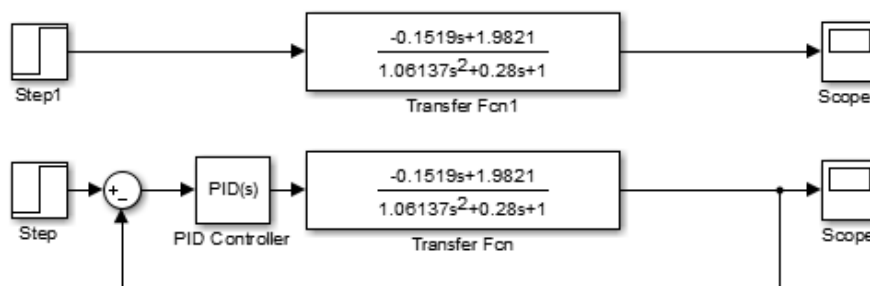 -0.1519s+1.9821
1.06137s²+0.28s+1
Step1
Transfer Fcn1
Scope
+
−
PID(s)
-0.1519s+1.9821
1.06137s²+0.28s+1
Step
PID Controller
Transfer Fcn
Scope